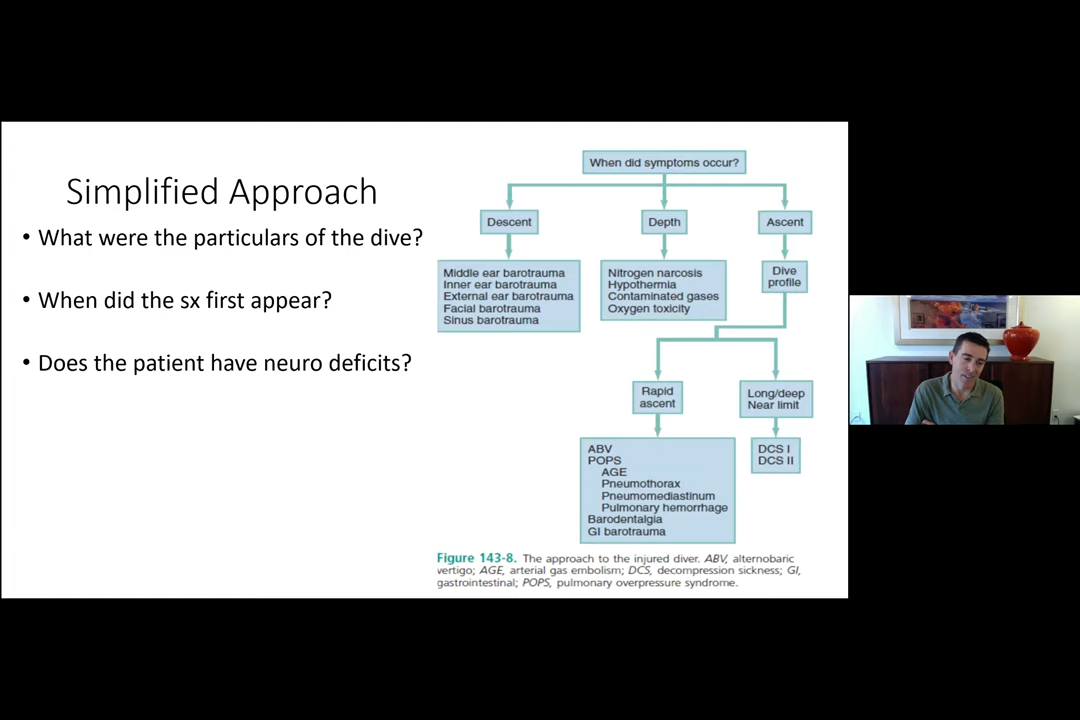 Simplified Approach
• What were the particulars of the dive?
• When did the sx first appear?
• Does the patient have neuro deficits?
When did symptoms occur?
Descent
Depth
Ascent
Middle ear barotrauma
Inner ear barotrauma
External ear barotrauma
Facial barotrauma
Sinus barotrauma
Nitrogen narcosis
Hypothermia
Contaminated gases
Oxygen toxicity
Dive
profile
Rapid
ascent
Long/deep
Near limit
ABV
POPS
AGE
Pneumothorax
Pneumomediastinum
Pulmonary hemorrhage
Barodentalgia
GI barotrauma
DCS I
DCS II
Figure 143-8. The approach to the injured diver. ABV, alternobaric
vertigo; AGE, arterial gas embolism; DCS, decompression sickness; GI,
gastrointestinal; POPS, pulmonary overpressure syndrome.